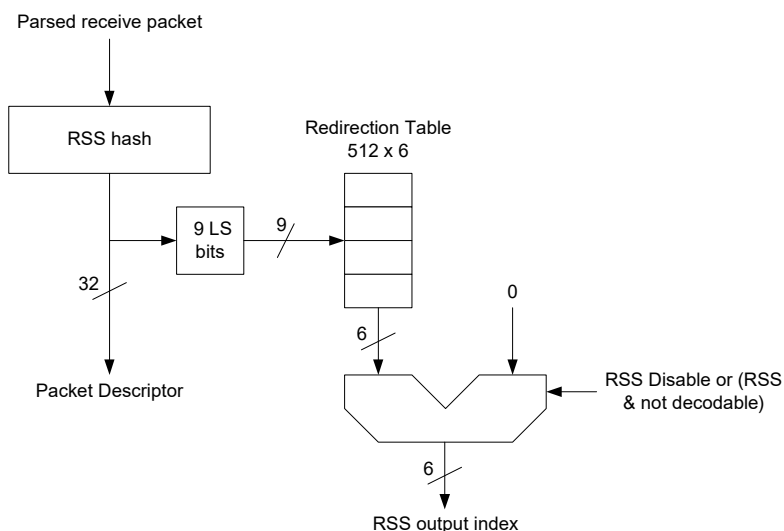 Parsed receive packet
RSS hash
Redirection Table
512 x 6
9 LS
bits
9
32
0
6
Packet Descriptor
RSS Disable or (RSS
& not decodable)
6
RSS output index